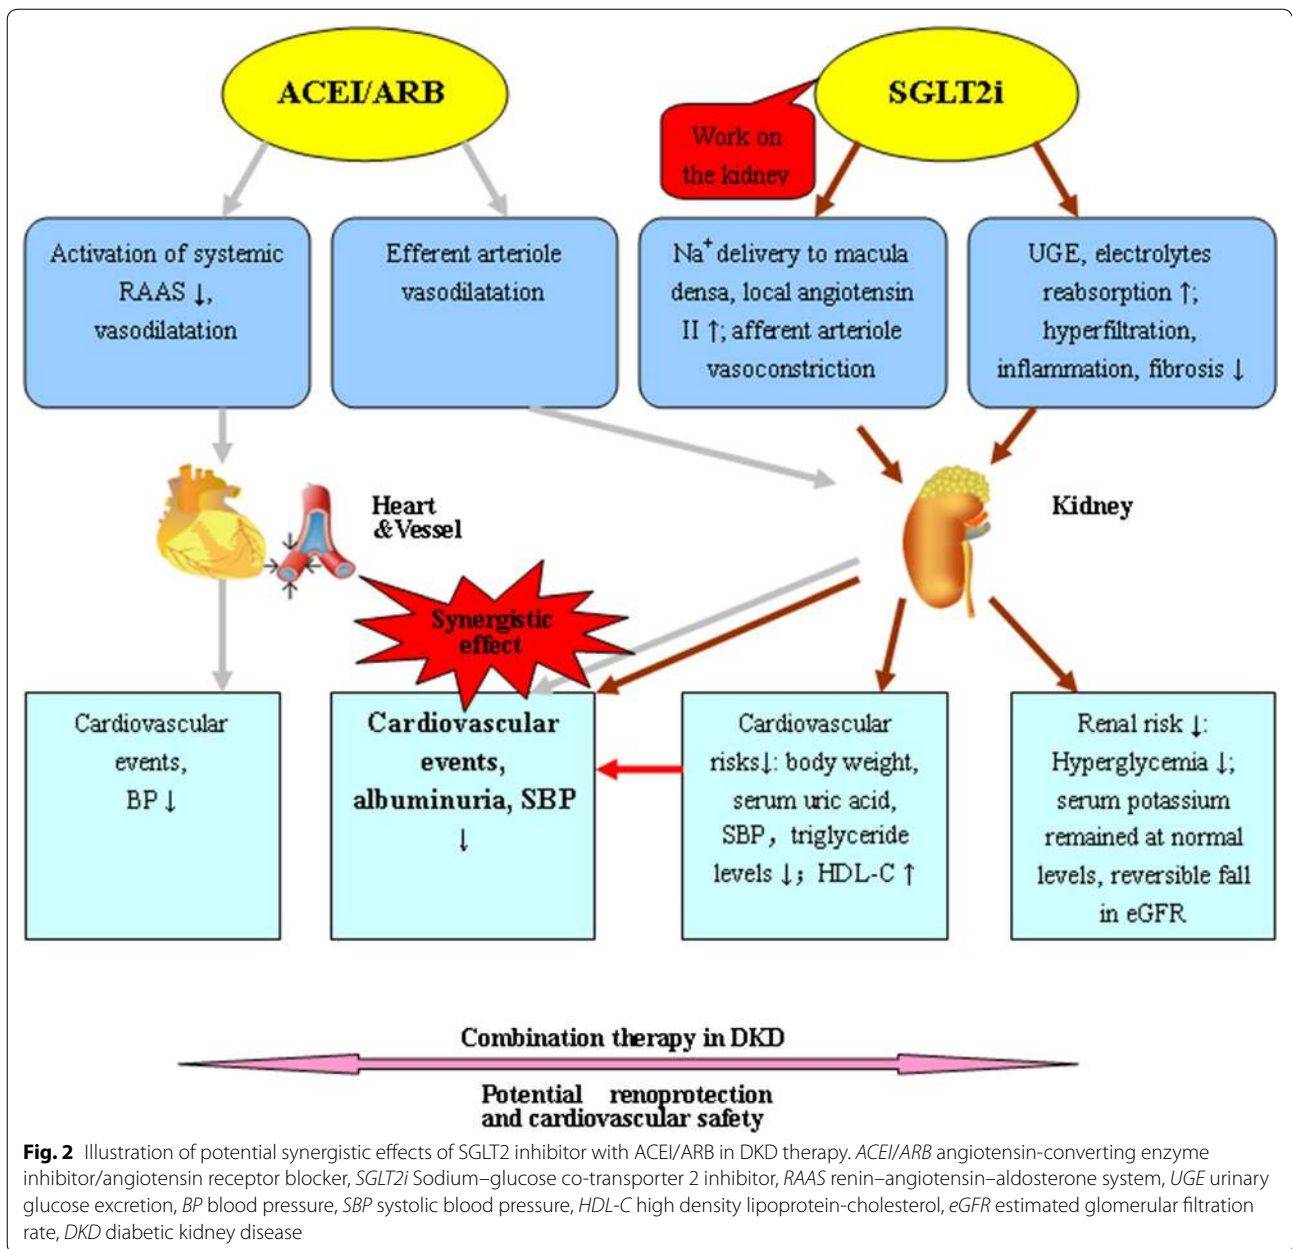 ACEI/ARB
SGLT2i
Work on
the kidney
Activation of systemic
RAAS ↓,
vasodilatation
Efferent arteriole
vasodilatation
Na⁺ delivery to macula
densa, local angiotensin
II ↑; afferent arteriole
vasoconstriction
UGE, electrolytes
reabsorption ↑;
hyperfiltration,
inflammation, fibrosis ↓
Heart
&Vessel
Kidney
Synergistic
effect
Cardiovascular
events,
BP ↓
Cardiovascular
events,
albuminuria, SBP
↓
Cardiovascular
risks↓: body weight,
serum uric acid,
SBP, triglyceride
levels ↓; HDL-C ↑
Renal risk ↓:
Hyperglycemia ↓;
serum potassium
remained at normal
levels, reversible fall
in eGFR
Combination therapy in DKD
Potential renoprotection
and cardiovascular safety
Fig. 2 Illustration of potential synergistic effects of SGLT2 inhibitor with ACEI/ARB in DKD therapy. ACEI/ARB angiotensin-converting enzyme
inhibitor/angiotensin receptor blocker, SGLT2i Sodium–glucose co-transporter 2 inhibitor, RAAS renin–angiotensin–aldosterone system, UGE urinary
glucose excretion, BP blood pressure, SBP systolic blood pressure, HDL-C high density lipoprotein-cholesterol, eGFR estimated glomerular filtration
rate, DKD diabetic kidney disease